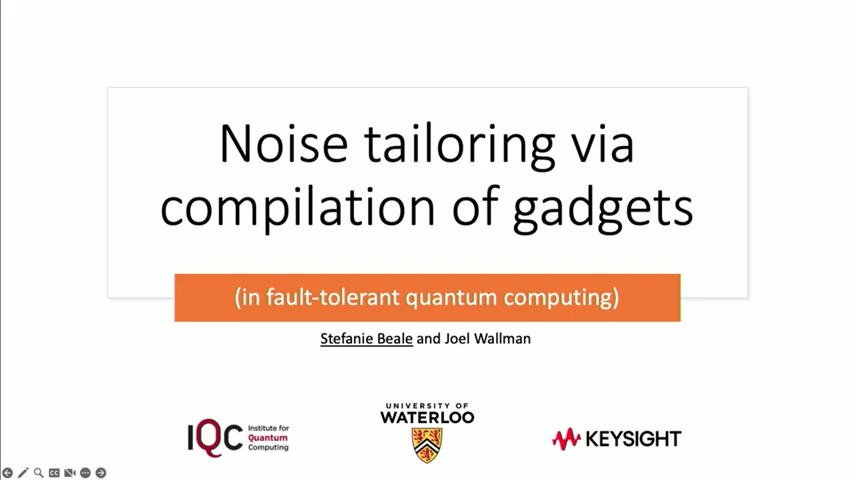 Noise tailoring via
compilation of gadgets
(in fault-tolerant quantum computing)
Stefanie Beale and Joel Wallman
IQC
Institute for
Quantum
Computing
UNIVERSITY OF
WATERLOO
KEYSIGHT